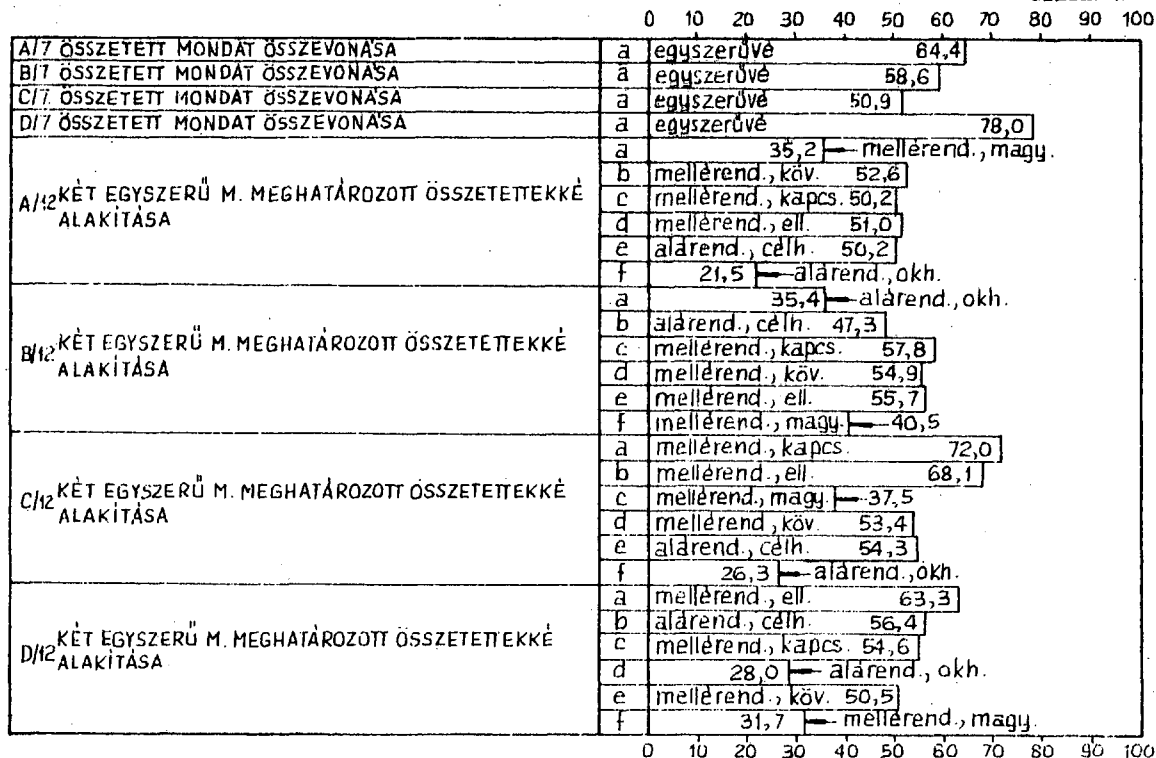 0 10 20 30 40 50 60 70 80 90 100
A/7 ÖSSZETETT MONDAT ÖSSZEVONÁSA a egyszerűvé 64,4
B/7 ÖSSZETETT MONDAT ÖSSZEVONÁSA a egyszerűvé 58,6
C/7 ÖSSZETETT MONDAT ÖSSZEVONÁSA a egyszerűvé 50,9
D/7 ÖSSZETETT MONDAT ÖSSZEVONÁSA a egyszerűvé 78,0
A/12 KÉT EGYSZERŰ M. MEGHATÁROZOTT ÖSSZETETTEKKÉ
ALAKÍTÁSA
a 35,2 mellérend., magy.
b mellérend., köv. 52,6
c mellérend., kapcs. 50,2
d mellérend., ell. 51,0
e alárend., célh. 50,2
f 21,5 alárend., okh.
B/12 KÉT EGYSZERŰ M. MEGHATÁROZOTT ÖSSZETETTEKKÉ
ALAKÍTÁSA
a 35,4 alárend., okh.
b alárend., célh. 47,3
c mellérend., kapcs. 57,8
d mellérend., köv. 54,9
e mellérend., ell. 55,7
f mellérend., magy. 40,5
C/12 KÉT EGYSZERŰ M. MEGHATÁROZOTT ÖSSZETETTEKKÉ
ALAKÍTÁSA
a mellérend., kapcs. 72,0
b mellérend., ell. 68,1
c mellérend., magy. 37,5
d mellérend., köv. 53,4
e alárend., célh. 54,3
f 26,3 alárend., okh.
D/12 KÉT EGYSZERŰ M. MEGHATÁROZOTT ÖSSZETETTEKKÉ
ALAKÍTÁSA
a mellérend., ell. 63,3
b alárend., célh. 56,4
c mellérend., kapcs. 54,6
d 28,0 alárend., okh.
e mellérend., köv. 50,5
f 31,7 mellérend., magy.
0 10 20 30 40 50 60 70 80 90 100